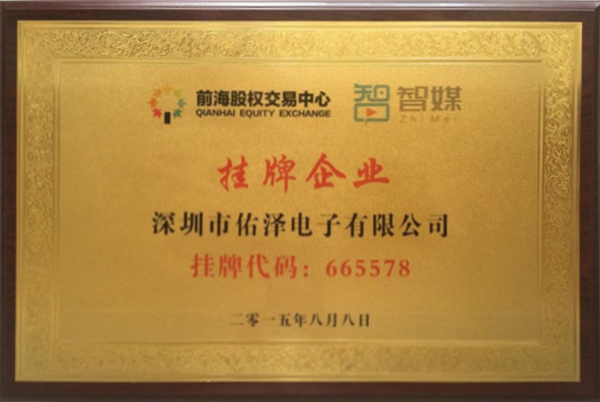 前海股权交易中心
QIANHAI EQUITY EXCHANGE
智 智媒
Zhi Mei
挂牌企业
深圳市佑泽电子有限公司
挂牌代码：665578
二零一五年八月八日